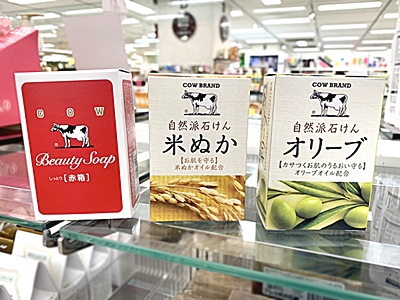 COW
Beauty Soap
しっとり [赤箱]
COW BRAND
自然派石けん
米ぬか
【お肌を守る】
米ぬかオイル配合
COW BRAND
自然派石けん
オリーブ
【カサつくお肌のうるおい守る】
オリーブオイル配合